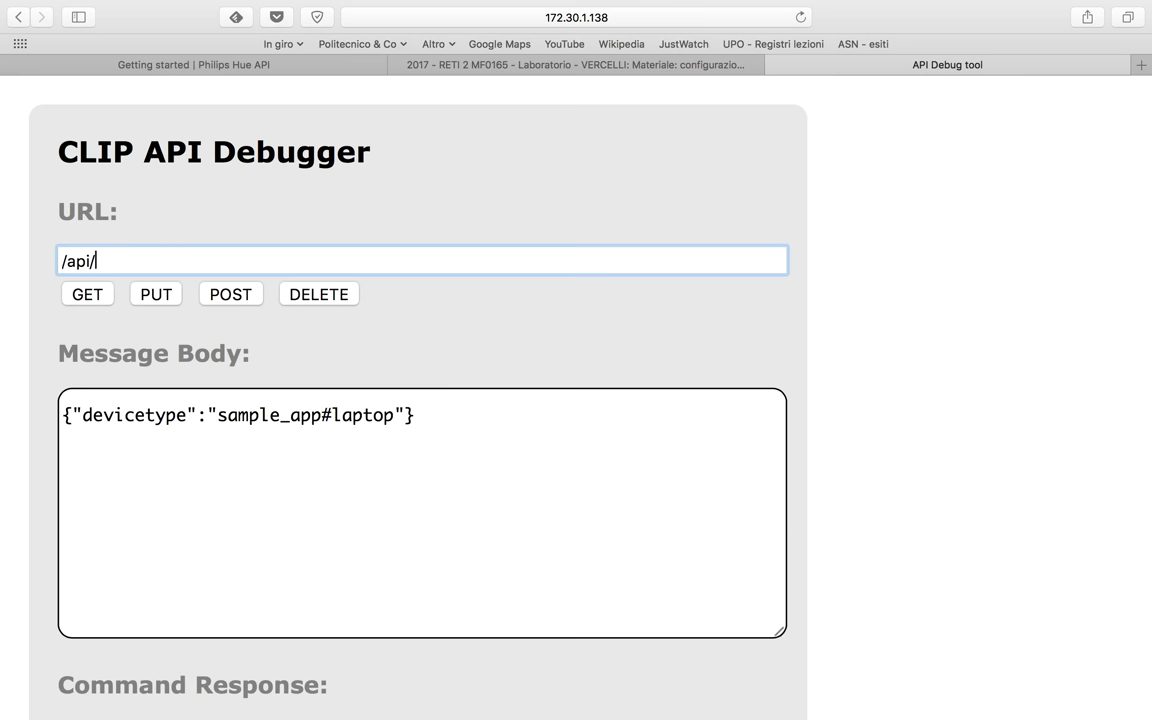 172.30.1.138
In giro Politecnico & Co Altro Google Maps YouTube Wikipedia JustWatch UPO - Registri lezioni ASN - esiti
Getting started | Philips Hue API 2017 - RETI 2 MF0165 - Laboratorio - VERCELLI: Materiale: configurazio... API Debug tool
CLIP API Debugger
URL:
/api/
GET PUT POST DELETE
Message Body:
{"devicetype":"sample_app#laptop"}
Command Response: